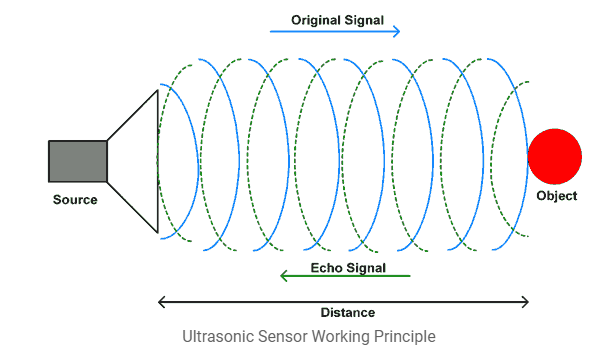 Original Signal
Source
Object
Echo Signal
Distance
Ultrasonic Sensor Working Principle